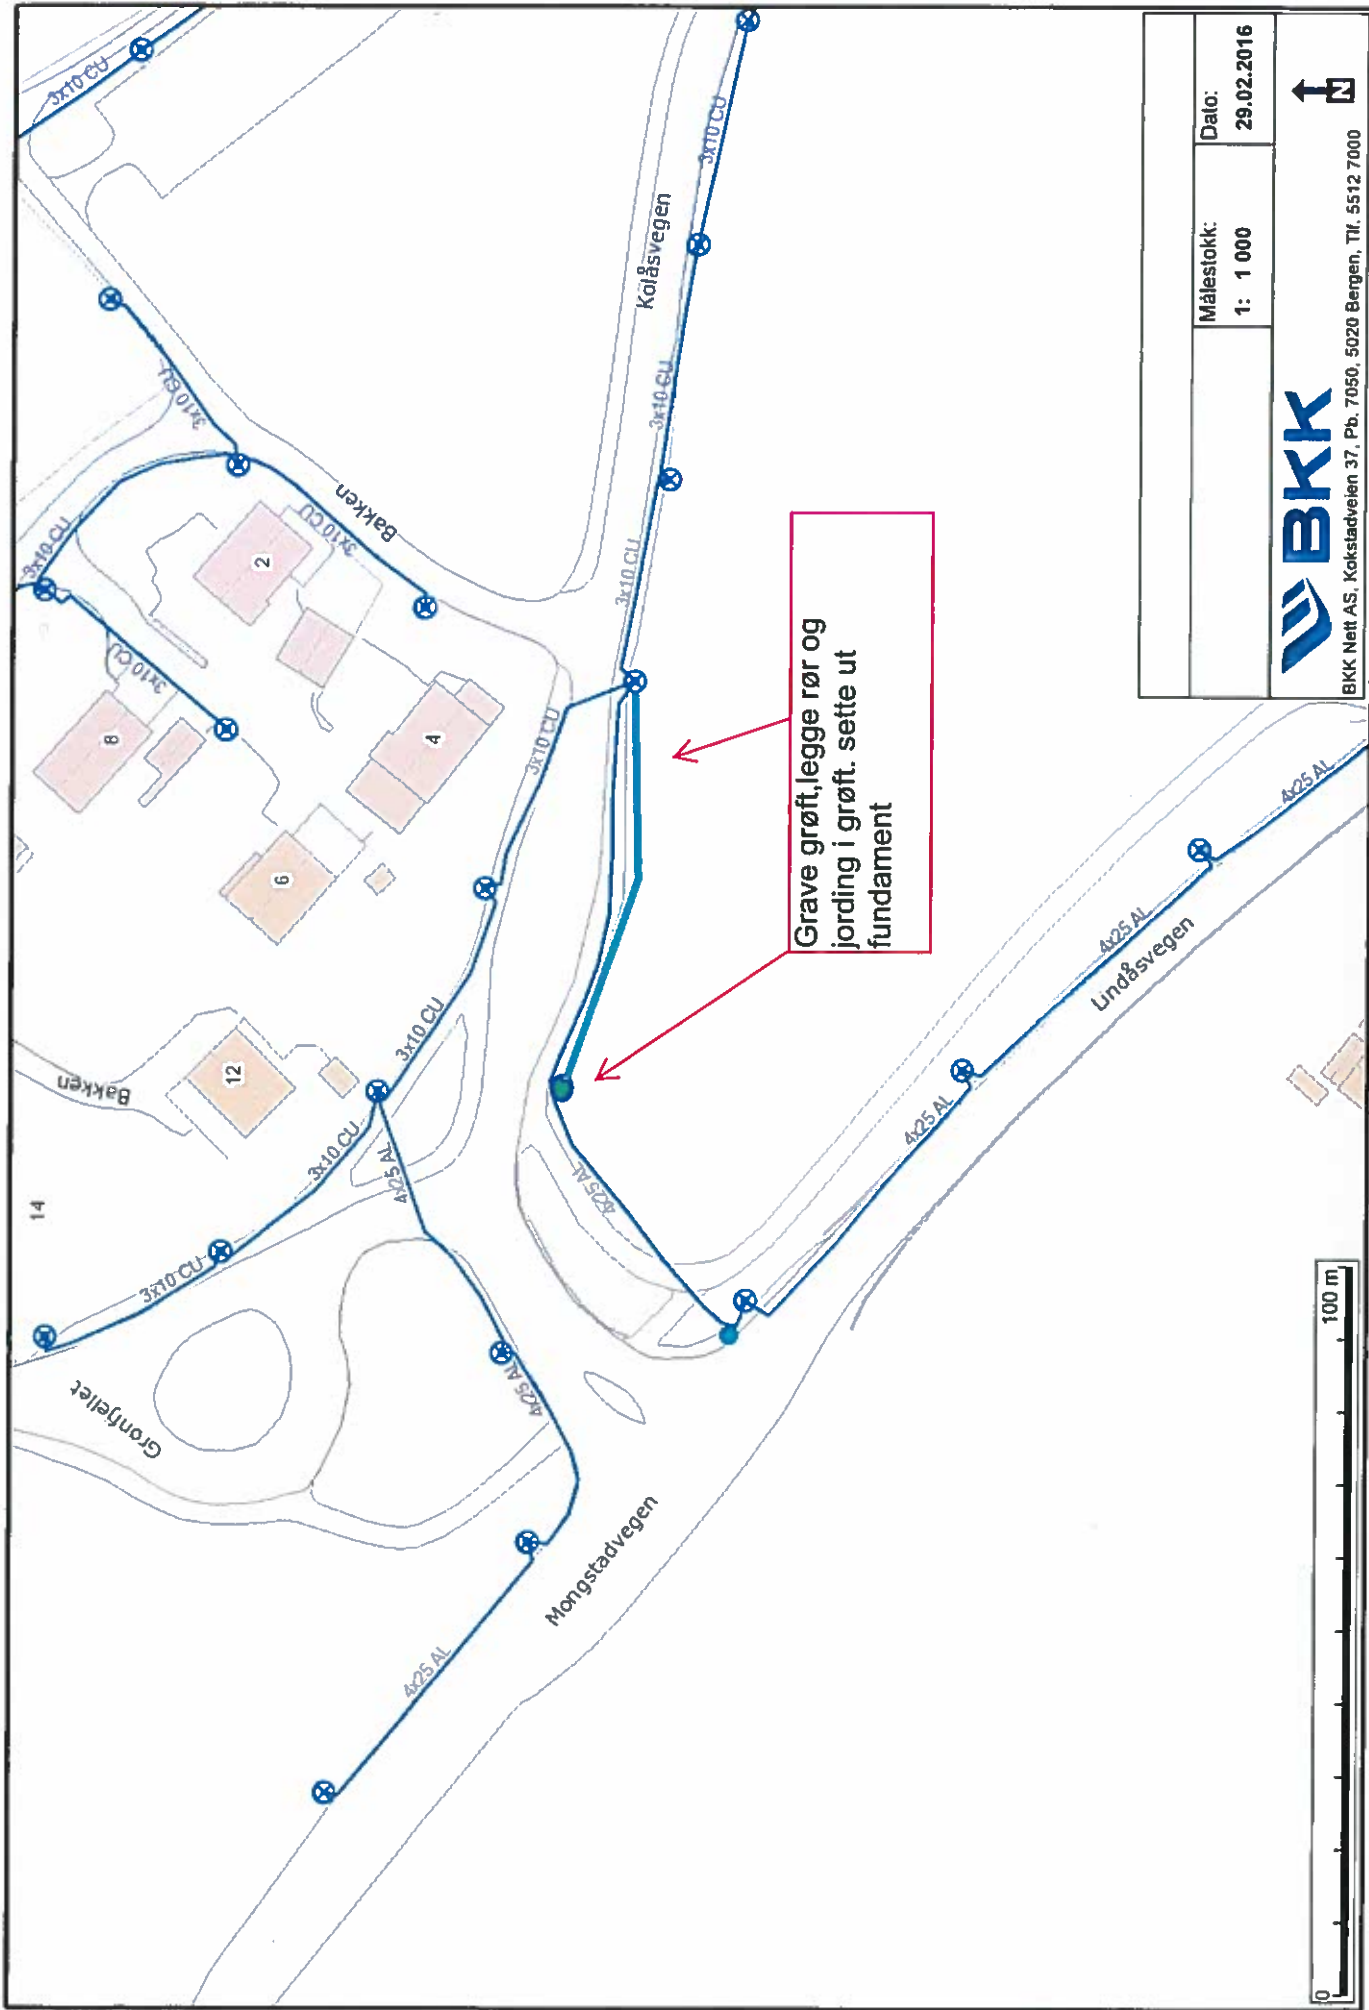 14
Bakken
12
6
8
4
2
Bakken
Grønfjellet
Mongstadvegen
Lindåsvegen
Kolåsvegen
3x10 CU
3x10 CU
3x10 CU
3x10 CU
3x10 CU
3x10 CU
3x10 CU
3x10 CU
3x10 CU
3x10 CU
3x10 CU
3x10 CU
3x10 CU
4x25 AL
4x25 AL
4x25 AL
4x25 AL
4x25 AL
4x25 AL
4x25 AL
Grave grøft,legge rør og
jording i grøft. sette ut
fundament
0
100 m
Målestokk:
1: 1 000
Dato:
29.02.2016
BKK
N
BKK Nett AS, Kokstadveien 37, Pb. 7050, 5020 Bergen, Tlf. 5512 7000